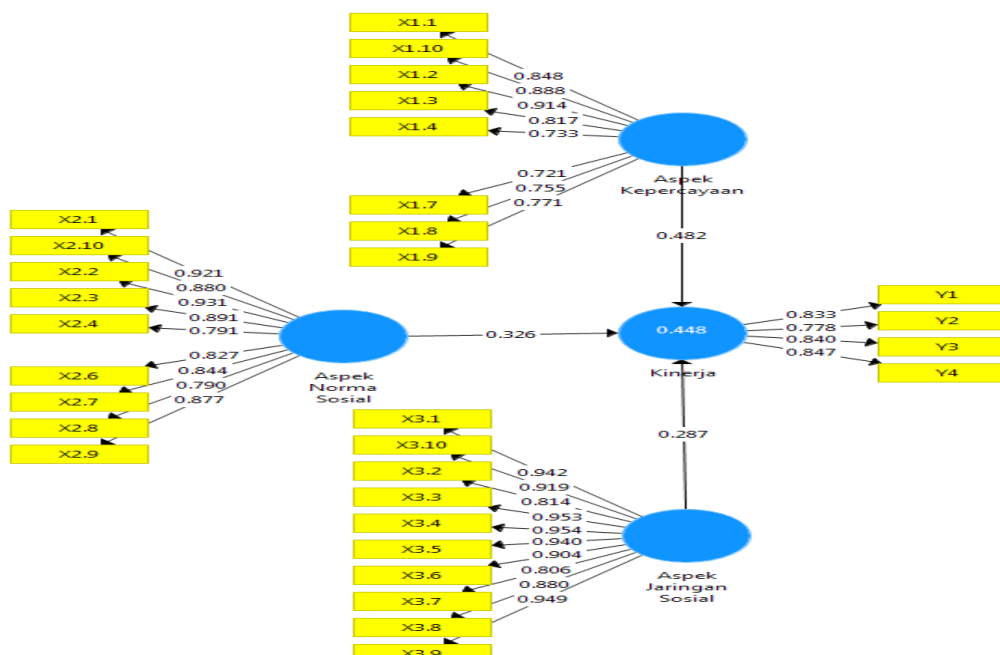 X1.1
X1.10
X1.2
X1.3
X1.4
X1.7
X1.8
X1.9
0.848
0.888
0.914
0.817
0.733
0.721
0.755
0.771
Aspek
Kepercayaan
0.482
X2.1
X2.10
X2.2
X2.3
X2.4
X2.6
X2.7
X2.8
X2.9
0.921
0.880
0.931
0.891
0.791
0.827
0.844
0.790
0.877
Aspek
Norma
Sosial
0.326
0.448
Kinerja
0.833
0.778
0.840
0.847
Y1
Y2
Y3
Y4
0.287
X3.1
X3.10
X3.2
X3.3
X3.4
X3.5
X3.6
X3.7
X3.8
X3.9
0.942
0.919
0.814
0.953
0.954
0.940
0.904
0.806
0.880
0.949
Aspek
Jaringan
Sosial